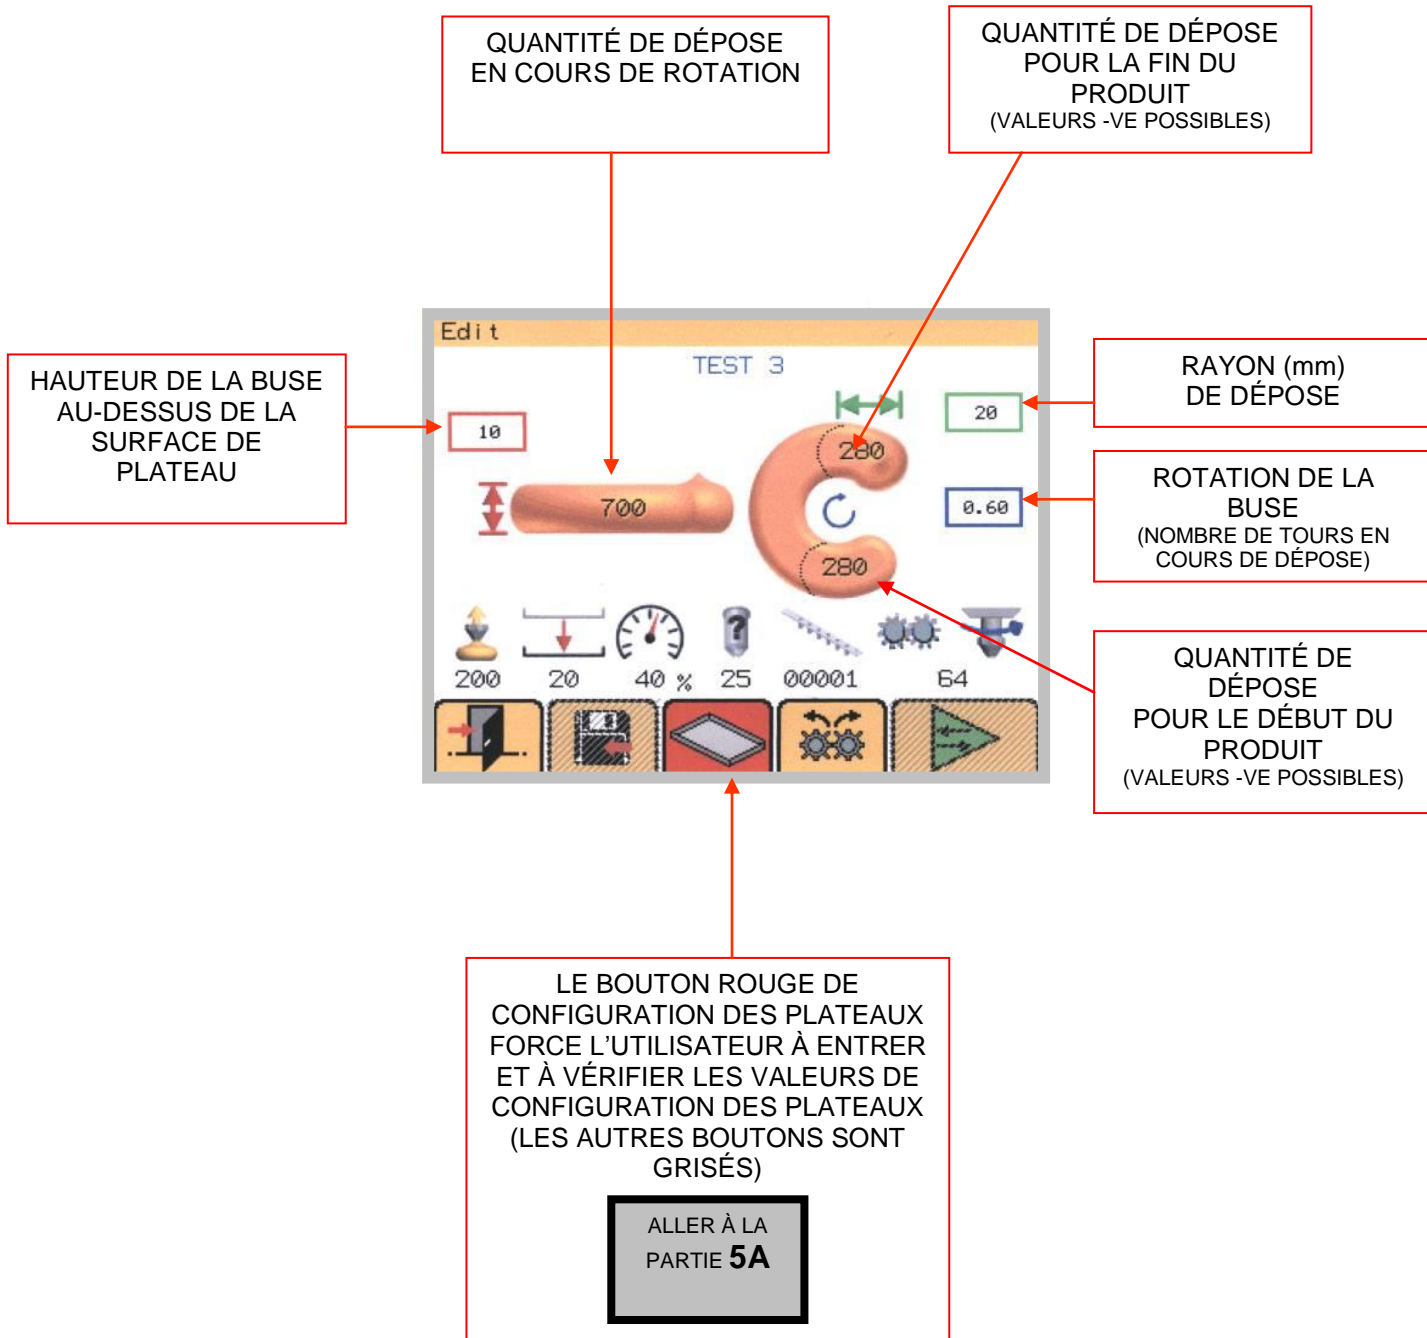 QUANTITÉ DE DÉPOSE
EN COURS DE ROTATION
QUANTITÉ DE DÉPOSE
POUR LA FIN DU
PRODUIT
(VALEURS -VE POSSIBLES)
HAUTEUR DE LA BUSE
AU-DESSUS DE LA
SURFACE DE
PLATEAU
Edit
TEST 3
10
700
280
280
20
0.60
200 20 40 % 25 00001 64
RAYON (mm)
DE DÉPOSE
ROTATION DE LA
BUSE
(NOMBRE DE TOURS EN
COURS DE DÉPOSE)
QUANTITÉ DE
DÉPOSE
POUR LE DÉBUT DU
PRODUIT
(VALEURS -VE POSSIBLES)
LE BOUTON ROUGE DE
CONFIGURATION DES PLATEAUX
FORCE L’UTILISATEUR À ENTRER
ET À VÉRIFIER LES VALEURS DE
CONFIGURATION DES PLATEAUX
(LES AUTRES BOUTONS SONT
GRISÉS)
ALLER À LA
PARTIE 5A